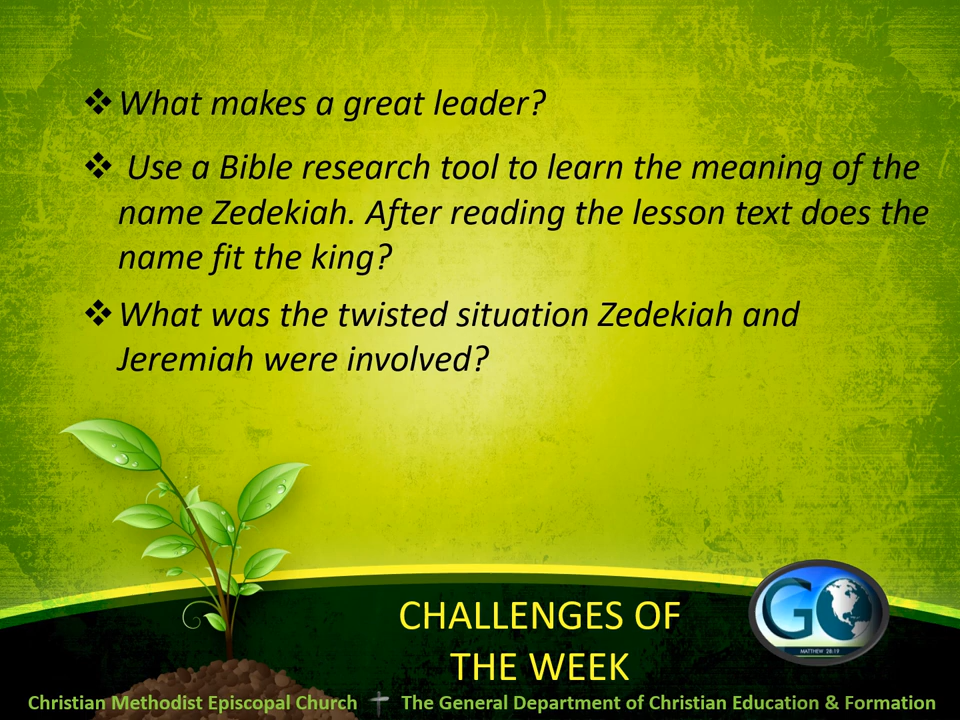 ❖What makes a great leader?
❖ Use a Bible research tool to learn the meaning of the
name Zedekiah. After reading the lesson text does the
name fit the king?
❖What was the twisted situation Zedekiah and
Jeremiah were involved?
CHALLENGES OF
THE WEEK
GO
MATTHEW 28:19
Christian Methodist Episcopal Church The General Department of Christian Education & Formation